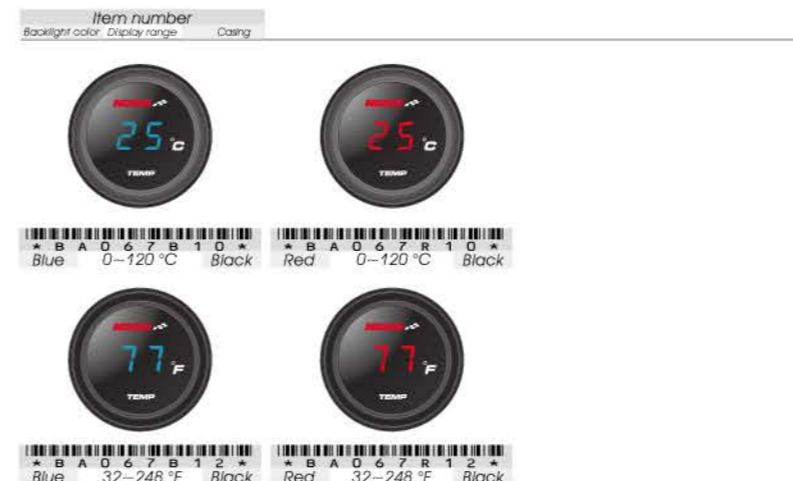 Item number
Backlight color Display range Casing
25 °C
TEMP
25 °C
TEMP
*BA067B10*
Blue 0~120 °C Black
*BA067R10*
Red 0~120 °C Black
77 °F
TEMP
77 °F
TEMP
*BA067B12*
Blue 32~248 °F Black
*BA067R12*
Red 32~248 °F Black